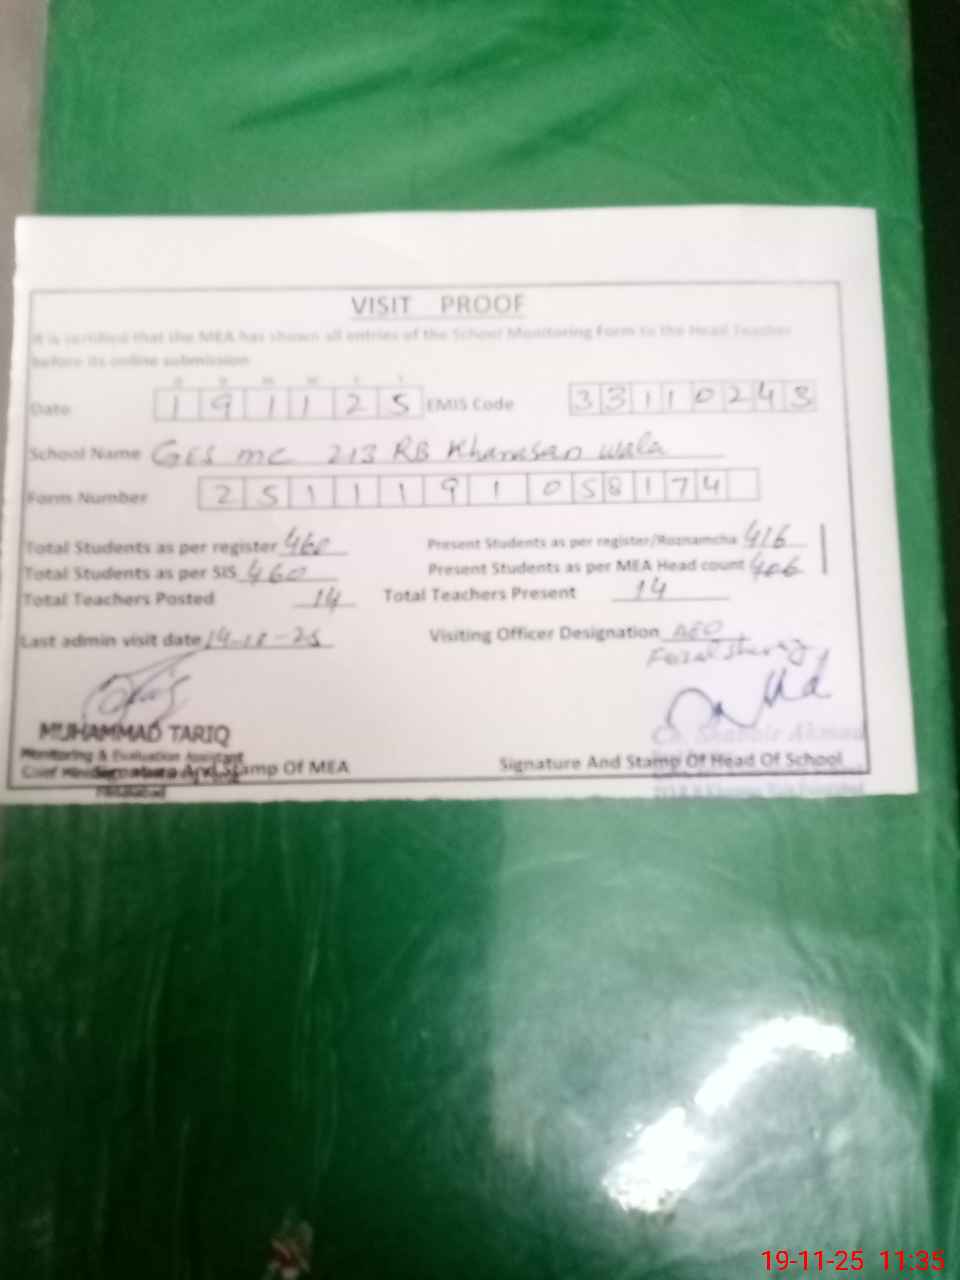 VISIT PROOF
It is certified that the MEA has shown all entries of the School Monitoring Form to the Head Teacher
before its online submission
D D M M Y Y
Date 1 9 1 1 2 5 EMIS Code 3 3 1 1 0 2 4 3
School Name GES MC 213 RB Khanasan wala
Form Number 2 5 1 1 1 9 1 0 5 8 1 7 4
Total Students as per register 460 Present Students as per register/Roznamcha 416
Total Students as per SIS 460 Present Students as per MEA Head count 406
Total Teachers Posted 14 Total Teachers Present 14
Last admin visit date Visiting Officer Designation AEO
MUHAMMAD TARIQ
Ch. Shabbir Ahmad
Monitoring & Evaluation Assistant
Signature And Stamp Of MEA Signature And Stamp Of Head Of School
Faisalabad
19-11-25 11:35